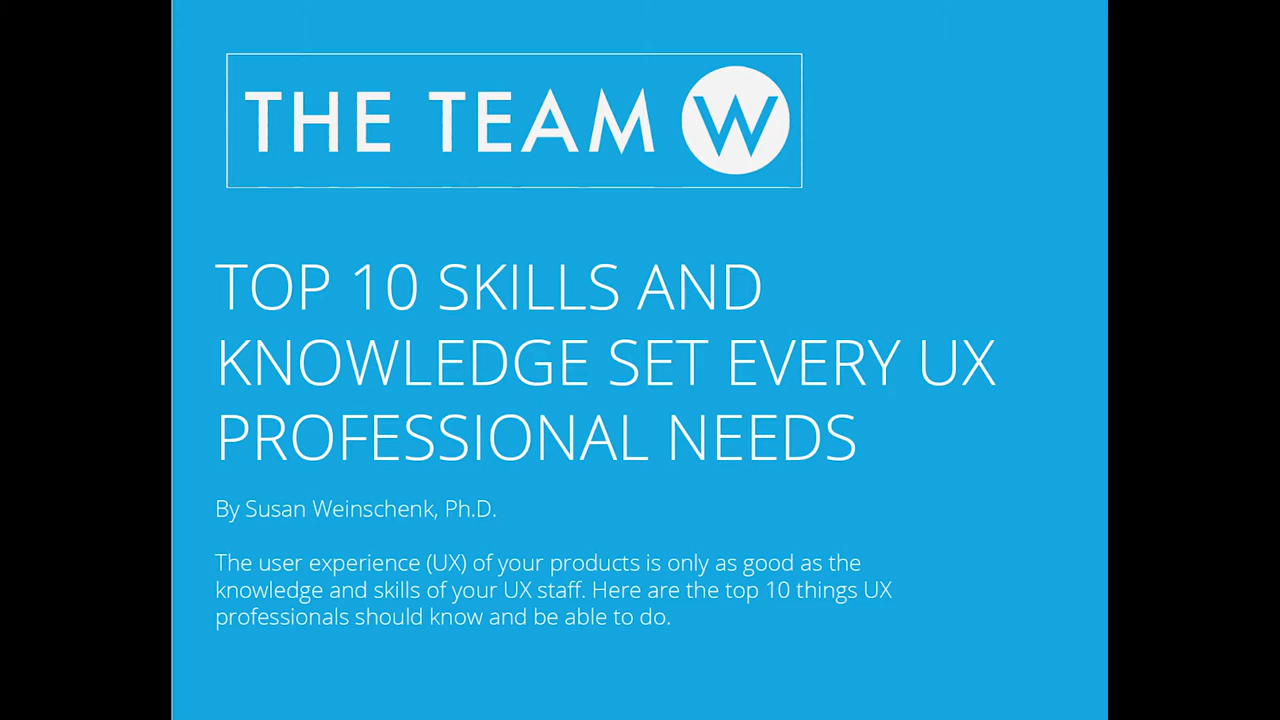 THE TEAM W
TOP 10 SKILLS AND
KNOWLEDGE SET EVERY UX
PROFESSIONAL NEEDS
By Susan Weinschenk, Ph.D.
The user experience (UX) of your products is only as good as the
knowledge and skills of your UX staff. Here are the top 10 things UX
professionals should know and be able to do.